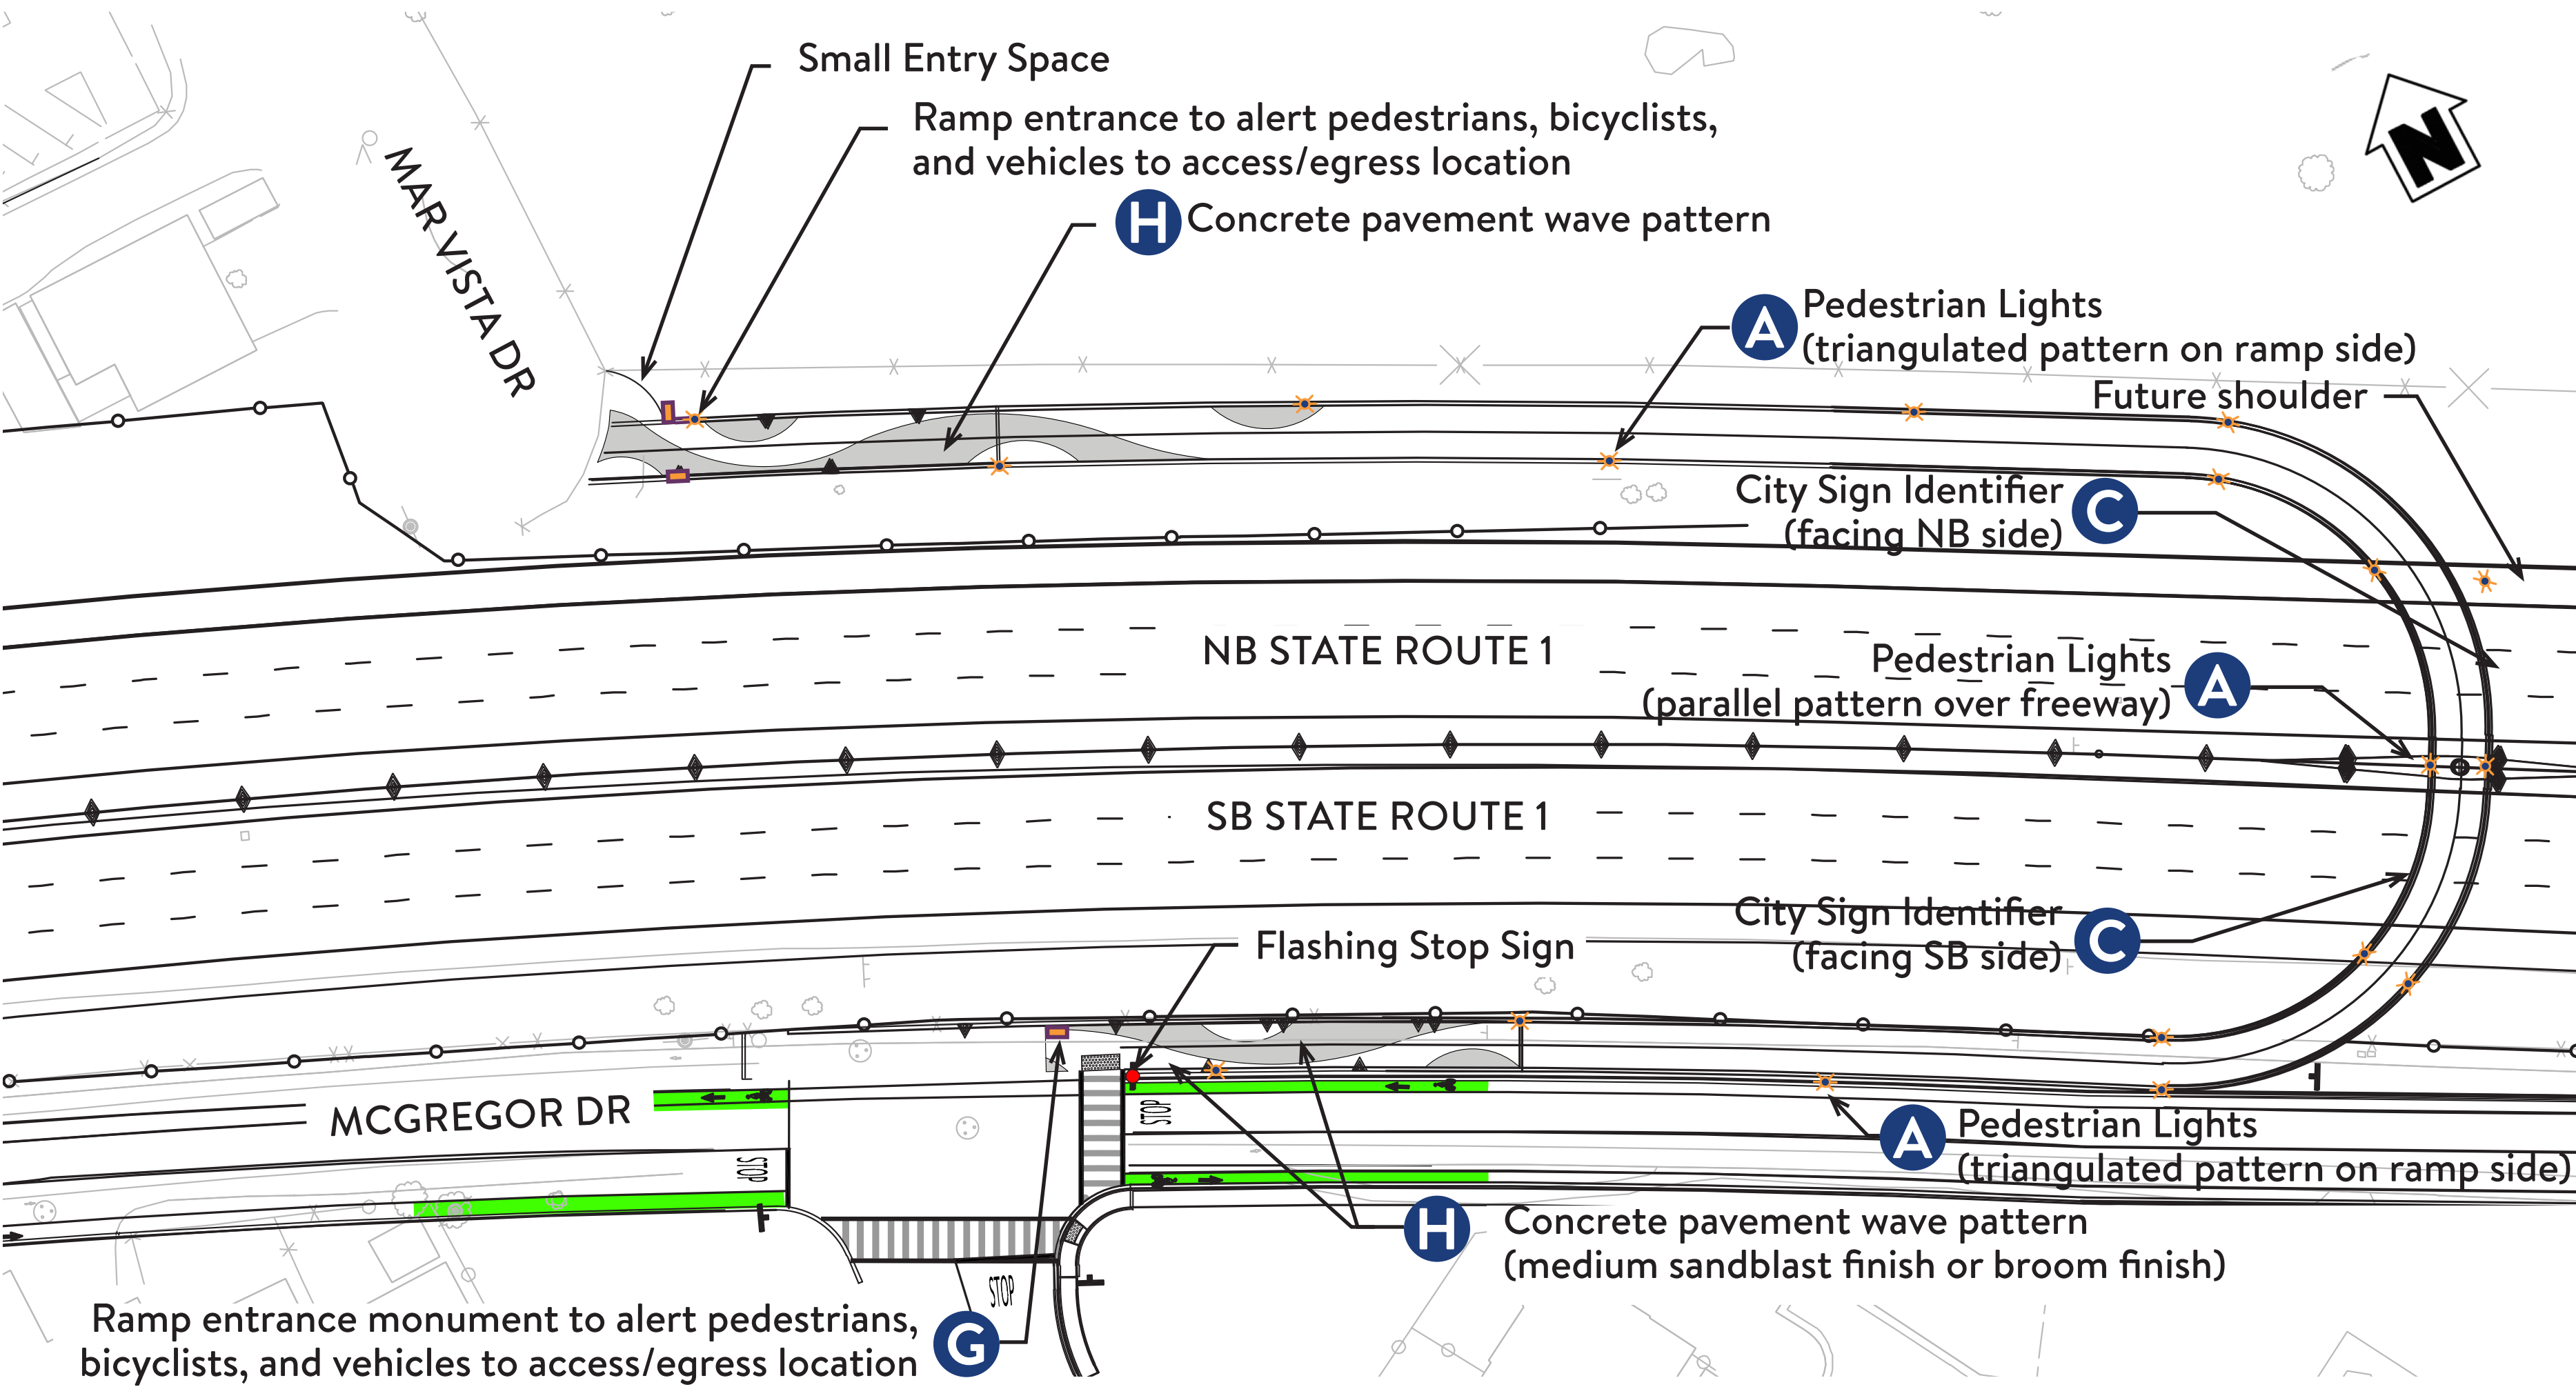 Small Entry Space
Ramp entrance to alert pedestrians, bicyclists,
and vehicles to access/egress location
H Concrete pavement wave pattern
N
MAR VISTA DR
A Pedestrian Lights
(triangulated pattern on ramp side)
Future shoulder
City Sign Identifier C
(facing NB side)
NB STATE ROUTE 1
Pedestrian Lights A
(parallel pattern over freeway)
SB STATE ROUTE 1
City Sign Identifier C
(facing SB side)
Flashing Stop Sign
MCGREGOR DR
STOP
STOP
A Pedestrian Lights
(triangulated pattern on ramp side)
H Concrete pavement wave pattern
(medium sandblast finish or broom finish)
STOP
Ramp entrance monument to alert pedestrians, G
bicyclists, and vehicles to access/egress location